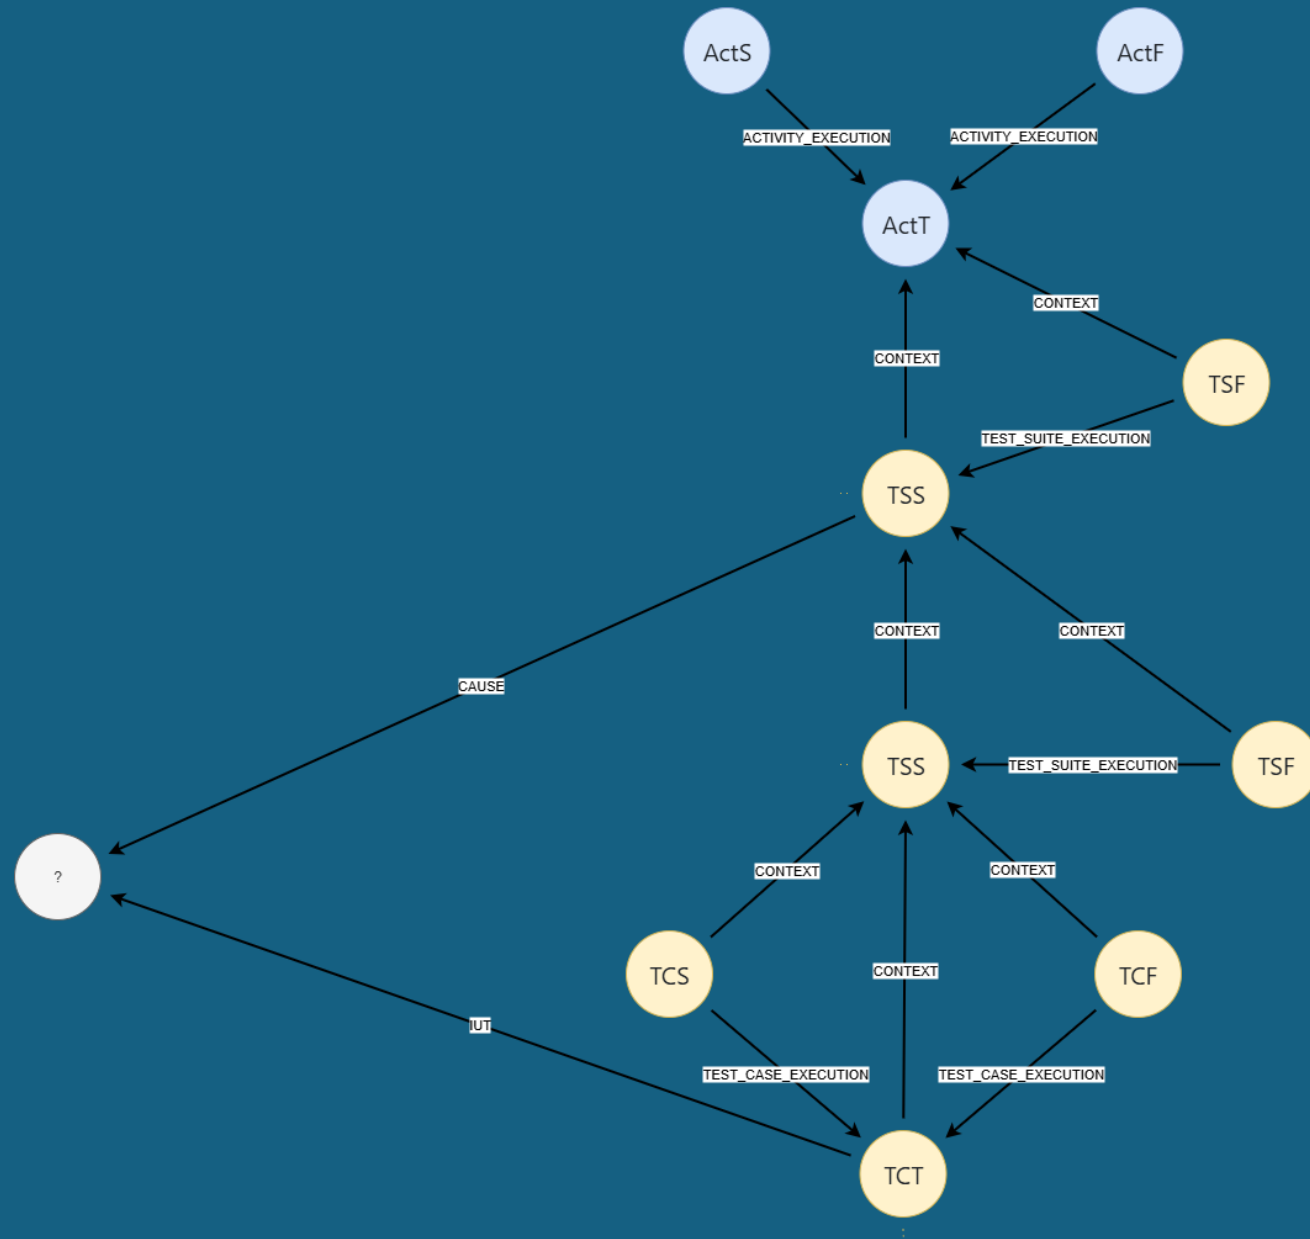 ActS
ActF
ACTIVITY_EXECUTION
ACTIVITY_EXECUTION
ActT
CONTEXT
CONTEXT
TSF
TEST_SUITE_EXECUTION
TSS
CONTEXT
CONTEXT
CAUSE
TSS
TEST_SUITE_EXECUTION
TSF
?
CONTEXT
CONTEXT
TCS
CONTEXT
TCF
IUT
TEST_CASE_EXECUTION
TEST_CASE_EXECUTION
TCT